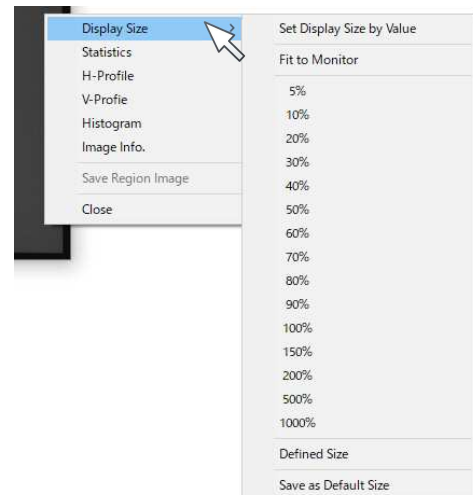 Display Size >
Statistics
H-Profile
V-Profie
Histogram
Image Info.
Save Region Image
Close
Set Display Size by Value
Fit to Monitor
5%
10%
20%
30%
40%
50%
60%
70%
80%
90%
100%
150%
200%
500%
1000%
Defined Size
Save as Default Size